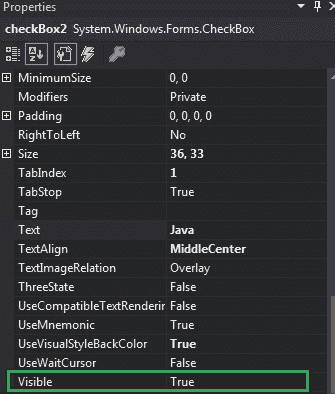 Properties
checkBox2 System.Windows.Forms.CheckBox
MinimumSize 0, 0
Modifiers Private
Padding 0, 0, 0, 0
RightToLeft No
Size 36, 33
TabIndex 1
TabStop True
Tag
Text Java
TextAlign MiddleCenter
TextImageRelation Overlay
ThreeState False
UseCompatibleTextRenderin False
UseMnemonic True
UseVisualStyleBackColor True
UseWaitCursor False
Visible True